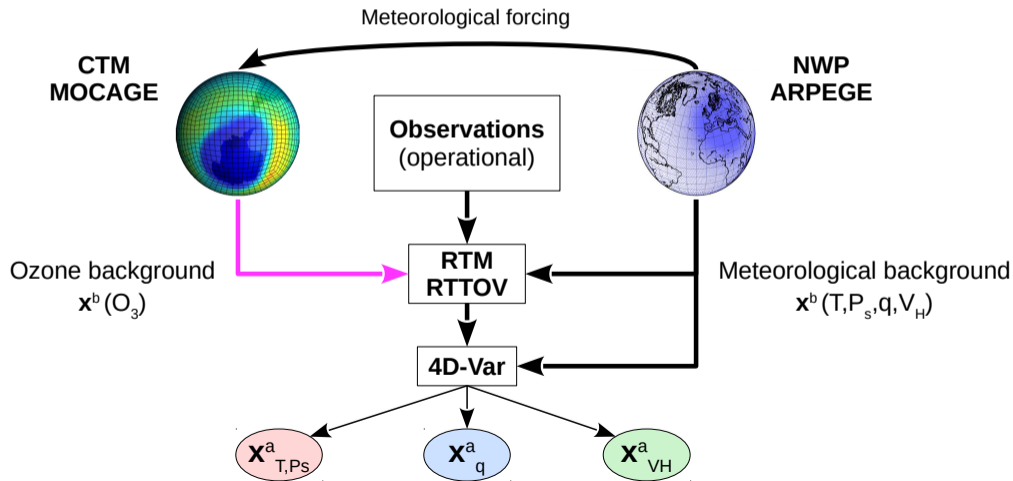 Meteorological forcing
CTM
MOCAGE
NWP
ARPEGE
Observations
(operational)
RTM
RTTOV
Ozone background
xᵇ (O₃)
Meteorological background
xᵇ (T,Pₛ,q,V_H)
4D-Var
xᵃ T,Ps
xᵃ q
xᵃ VH